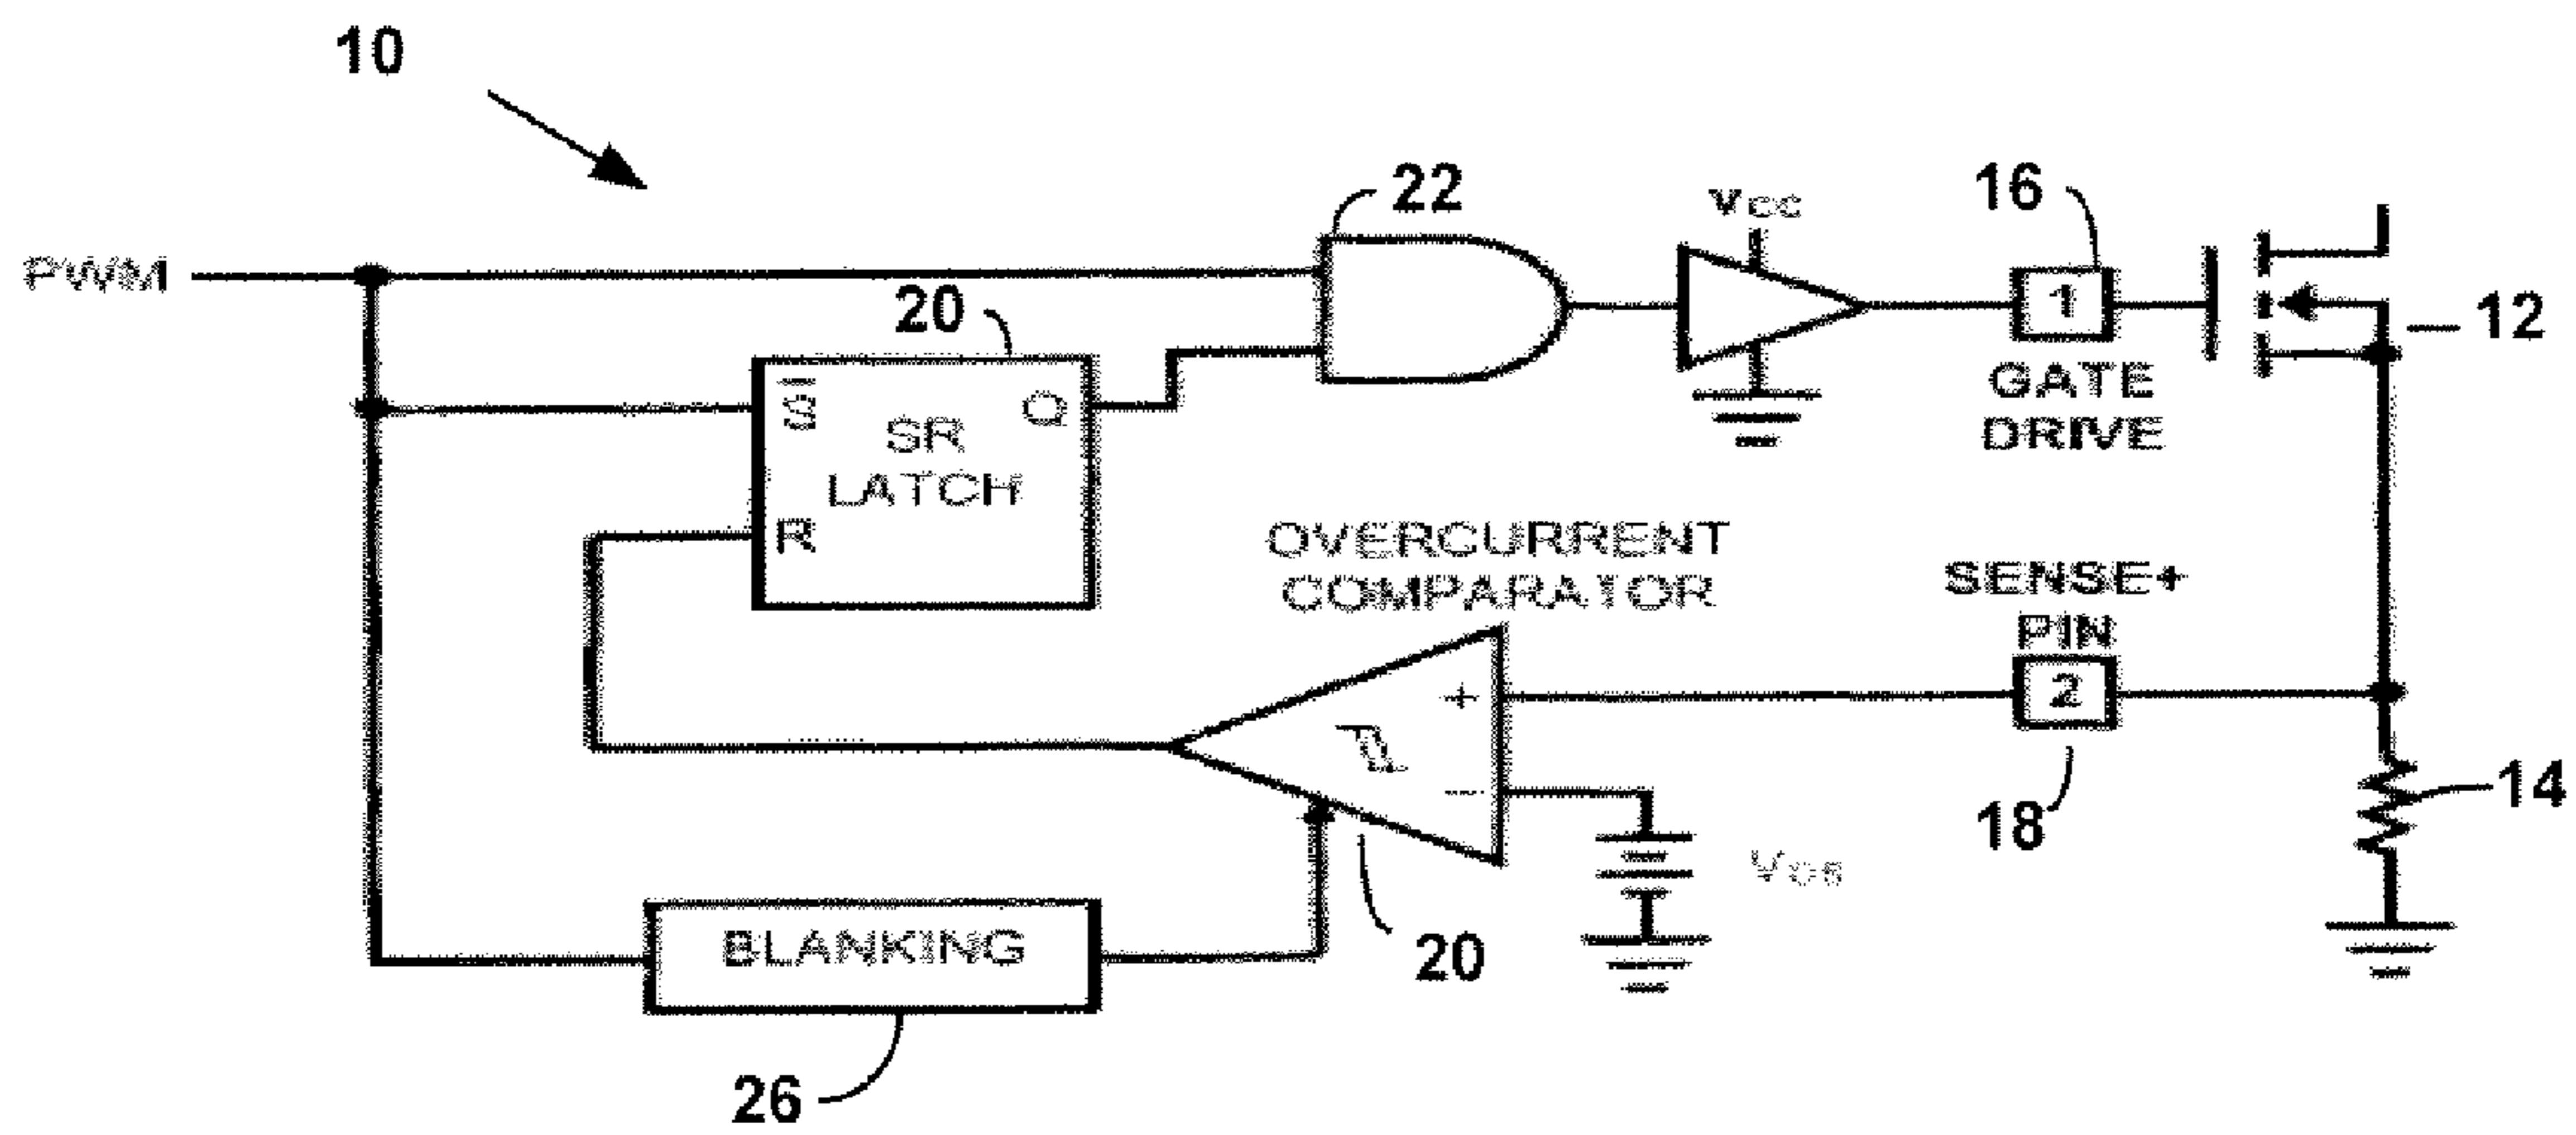 10
22
VCC
16
PWM
20
1
12
S̅
Q
SR
LATCH
R
GATE
DRIVE
OVERCURRENT
COMPARATOR
SENSE+
PIN
+
2
−
14
18
VOS
20
BLANKING
26